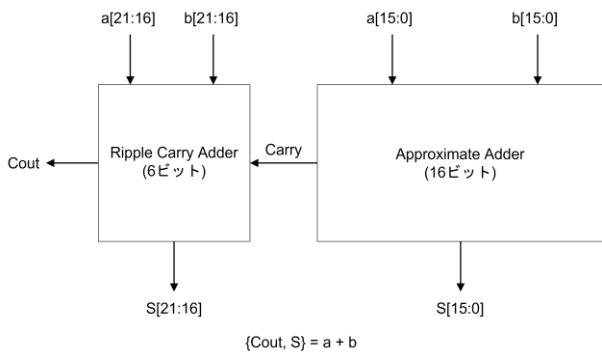 a[21:16]
b[21:16]
a[15:0]
b[15:0]
Cout
Ripple Carry Adder
(6ビット)
Carry
Approximate Adder
(16ビット)
S[21:16]
S[15:0]
{Cout, S} = a + b